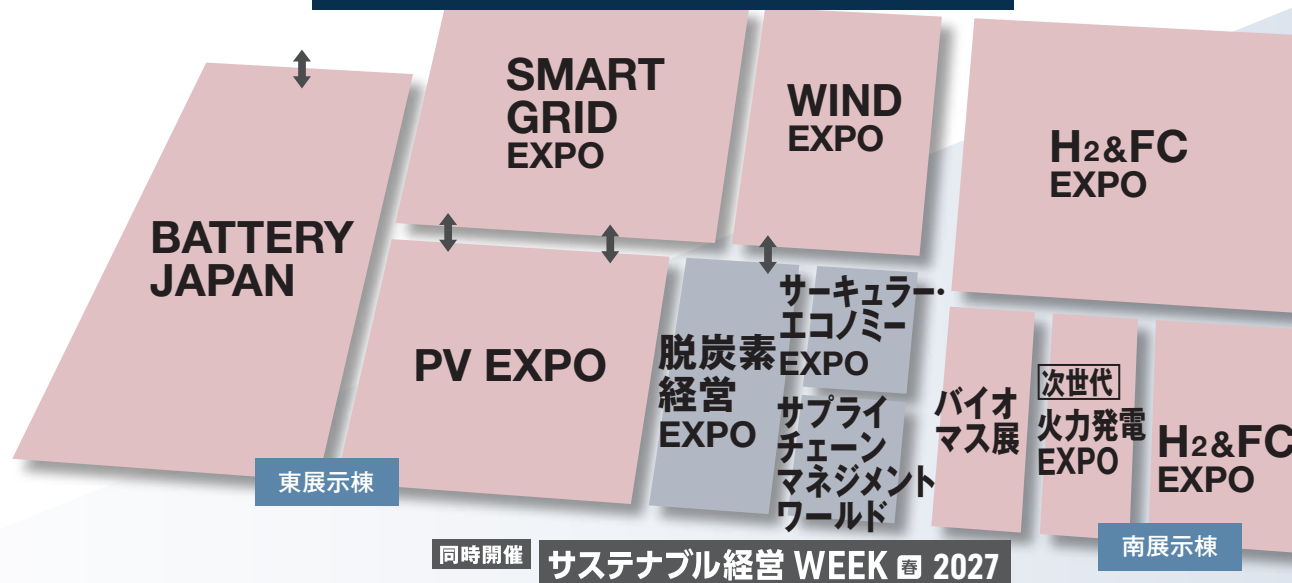 SMART
GRID
EXPO
WIND
EXPO
H2&FC
EXPO
BATTERY
JAPAN
PV EXPO
脱炭素
経営
EXPO
サーキュラー・
エコノミー
EXPO
サプライ
チェーン
マネジメント
ワールド
バイオ
マス展
次世代
火力発電
EXPO
H2&FC
EXPO
東展示棟
南展示棟
同時開催 サステナブル経営 WEEK 春 2027